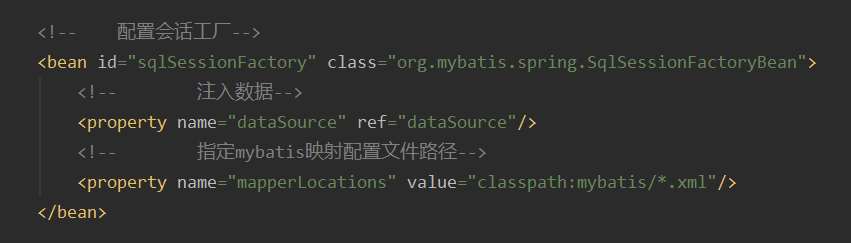 <!--    配置会话工厂-->
<bean id="sqlSessionFactory" class="org.mybatis.spring.SqlSessionFactoryBean">
    <!--        注入数据-->
    <property name="dataSource" ref="dataSource"/>
    <!--        指定mybatis映射配置文件路径-->
    <property name="mapperLocations" value="classpath:mybatis/*.xml"/>
</bean>